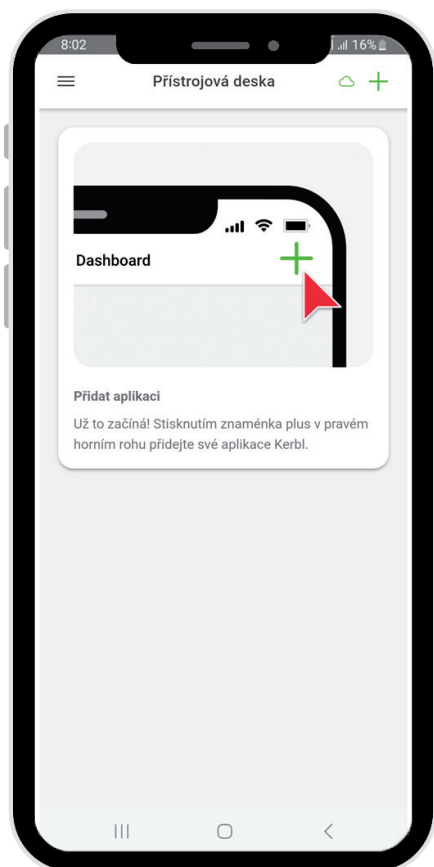 8:02
16%
Přístrojová deska
Dashboard
Přidat aplikaci
Už to začíná! Stisknutím znaménka plus v pravém
horním rohu přidejte své aplikace Kerbl.